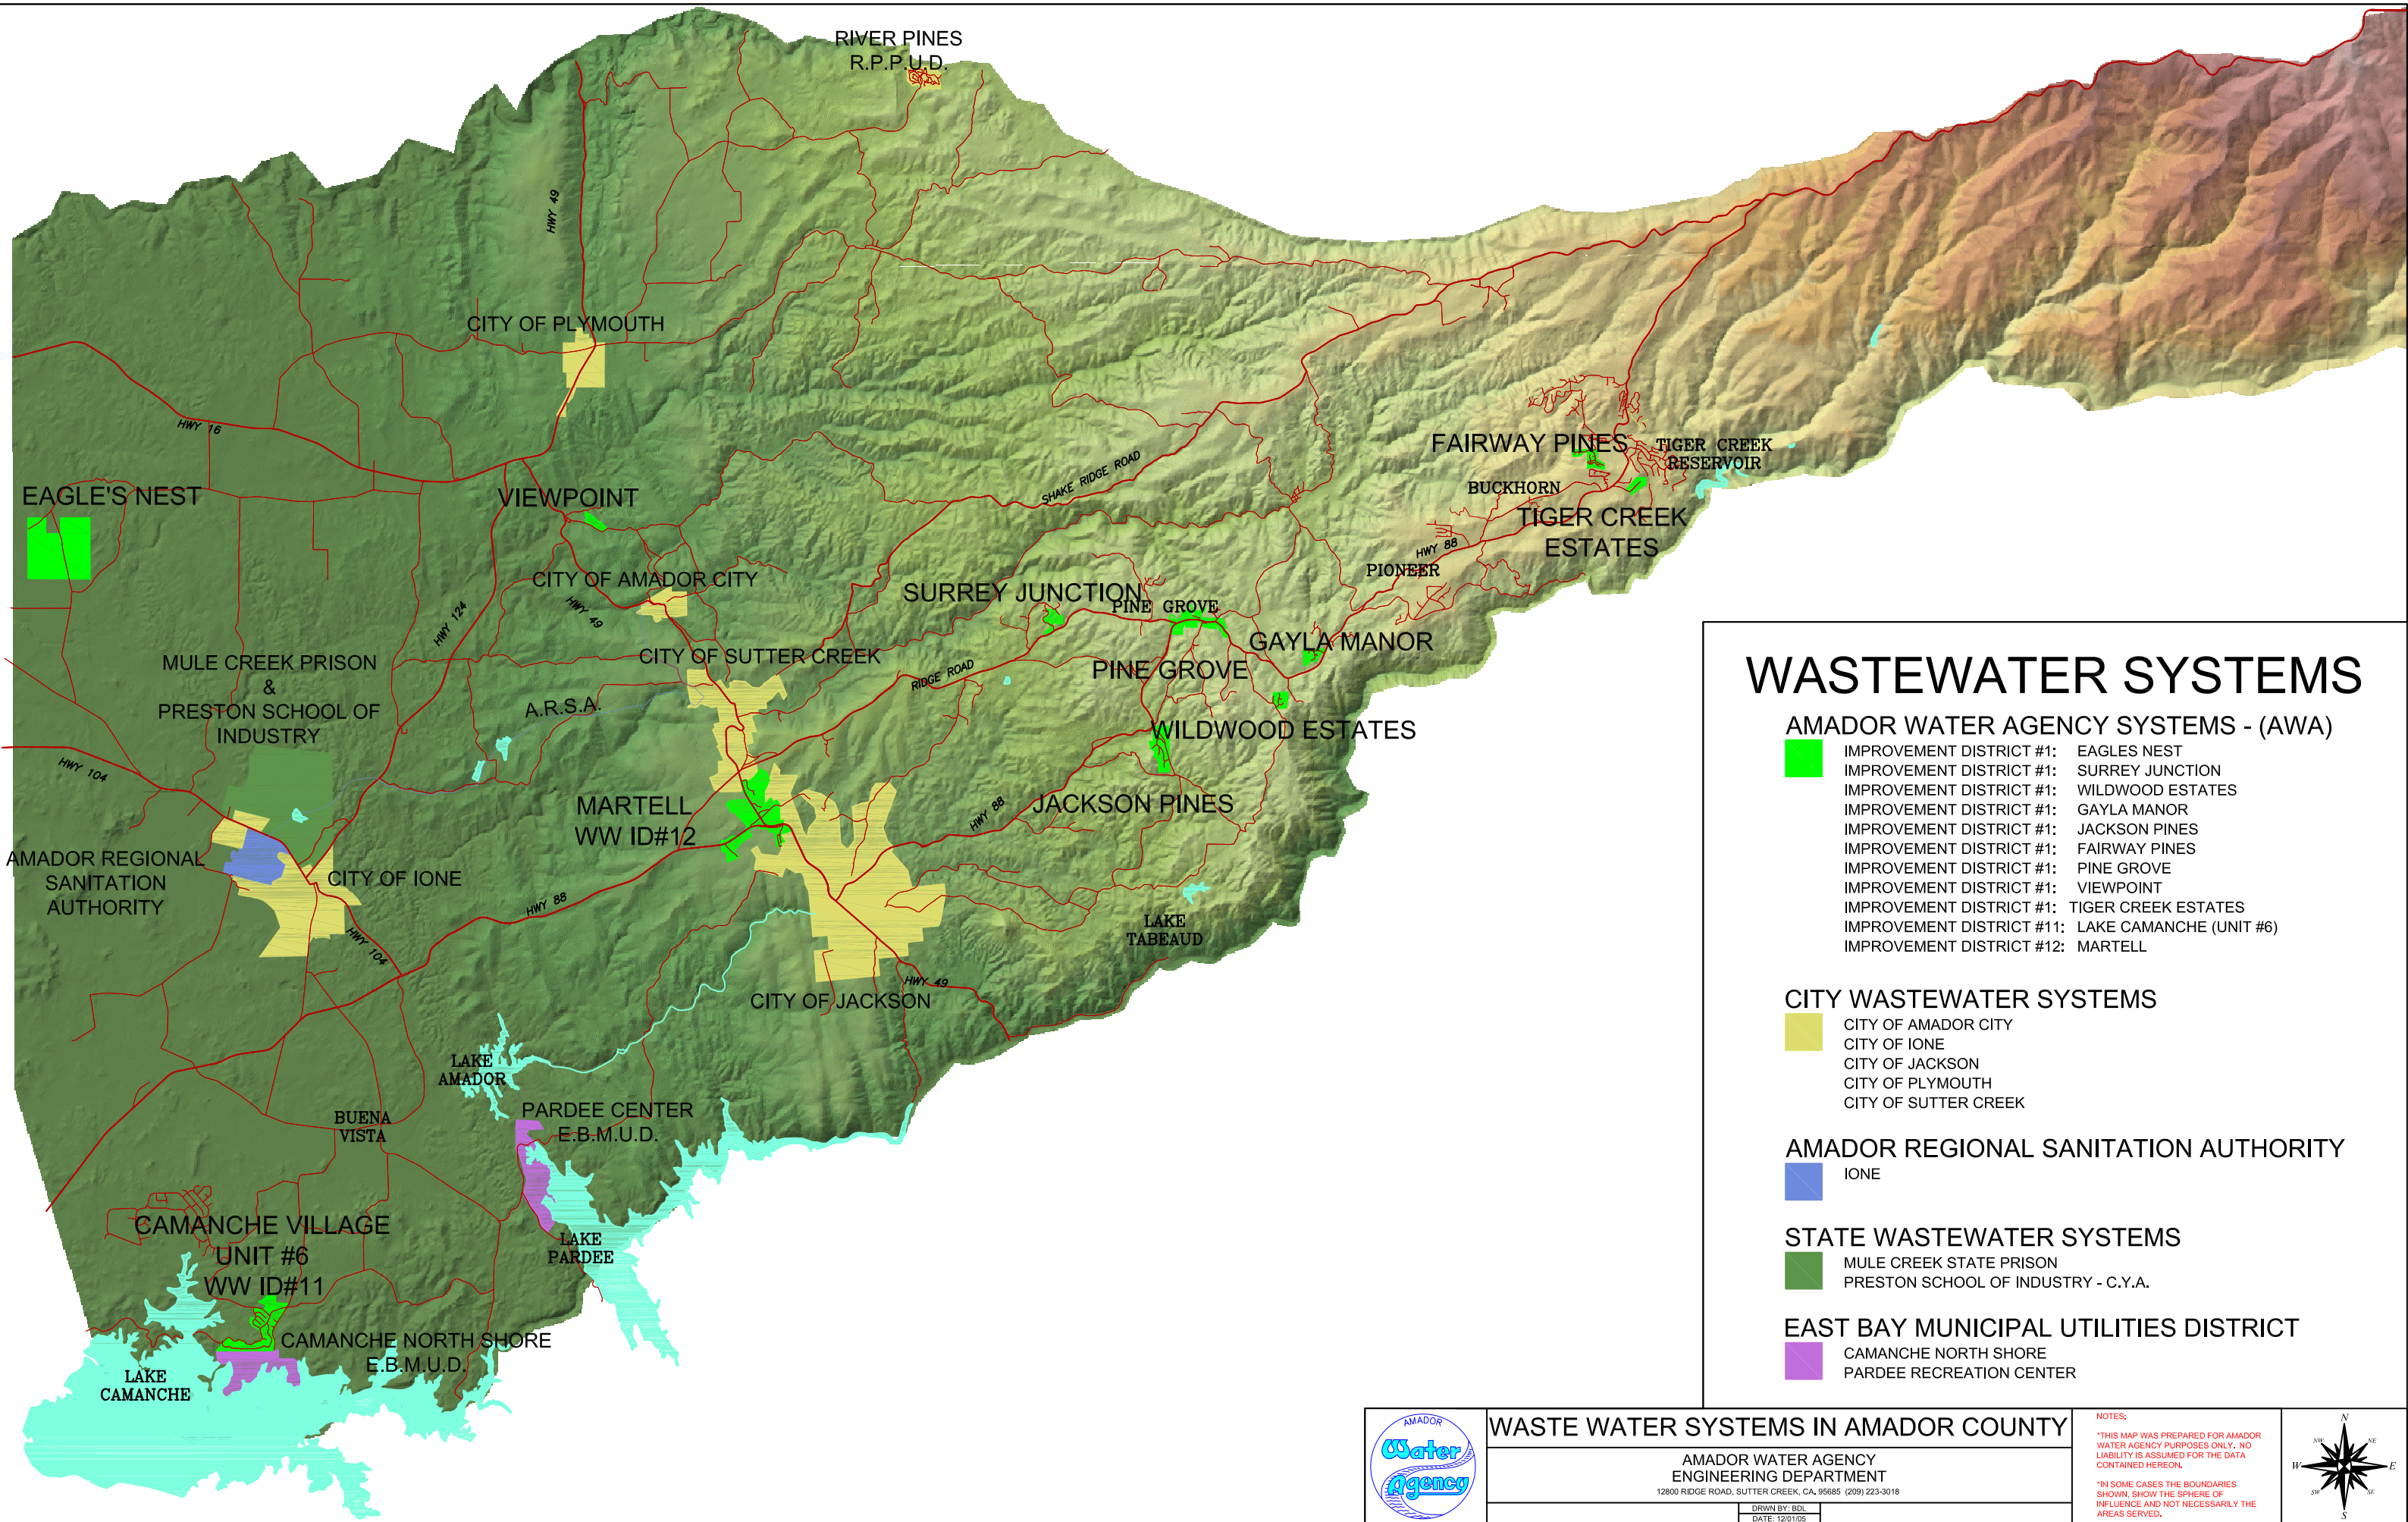 RIVER PINES
R.P.P.U.D.
HWY 49
CITY OF PLYMOUTH
HWY 16
EAGLE'S NEST
VIEWPOINT
SHAKE RIDGE ROAD
FAIRWAY PINES
TIGER CREEK
RESERVOIR
BUCKHORN
TIGER CREEK
ESTATES
HWY 88
PIONEER
CITY OF AMADOR CITY
HWY 49
HWY 124
SURREY JUNCTION
PINE GROVE
GAYLA MANOR
PINE GROVE
CITY OF SUTTER CREEK
RIDGE ROAD
MULE CREEK PRISON
&
PRESTON SCHOOL OF
INDUSTRY
A.R.S.A.
WILDWOOD ESTATES
HWY 104
MARTELL
WW ID#12
JACKSON PINES
HWY 88
AMADOR REGIONAL
SANITATION
AUTHORITY
CITY OF IONE
HWY 88
HWY 104
LAKE
TABEAUD
HWY 49
CITY OF JACKSON
LAKE
AMADOR
PARDEE CENTER
E.B.M.U.D.
BUENA
VISTA
CAMANCHE VILLAGE
UNIT #6
WW ID#11
LAKE
PARDEE
CAMANCHE NORTH SHORE
E.B.M.U.D.
LAKE
CAMANCHE
WASTEWATER SYSTEMS
AMADOR WATER AGENCY SYSTEMS - (AWA)
IMPROVEMENT DISTRICT #1: EAGLES NEST
IMPROVEMENT DISTRICT #1: SURREY JUNCTION
IMPROVEMENT DISTRICT #1: WILDWOOD ESTATES
IMPROVEMENT DISTRICT #1: GAYLA MANOR
IMPROVEMENT DISTRICT #1: JACKSON PINES
IMPROVEMENT DISTRICT #1: FAIRWAY PINES
IMPROVEMENT DISTRICT #1: PINE GROVE
IMPROVEMENT DISTRICT #1: VIEWPOINT
IMPROVEMENT DISTRICT #1: TIGER CREEK ESTATES
IMPROVEMENT DISTRICT #11: LAKE CAMANCHE (UNIT #6)
IMPROVEMENT DISTRICT #12: MARTELL
CITY WASTEWATER SYSTEMS
CITY OF AMADOR CITY
CITY OF IONE
CITY OF JACKSON
CITY OF PLYMOUTH
CITY OF SUTTER CREEK
AMADOR REGIONAL SANITATION AUTHORITY
IONE
STATE WASTEWATER SYSTEMS
MULE CREEK STATE PRISON
PRESTON SCHOOL OF INDUSTRY - C.Y.A.
EAST BAY MUNICIPAL UTILITIES DISTRICT
CAMANCHE NORTH SHORE
PARDEE RECREATION CENTER
AMADOR
Water
Agency
WASTE WATER SYSTEMS IN AMADOR COUNTY
AMADOR WATER AGENCY
ENGINEERING DEPARTMENT
12800 RIDGE ROAD, SUTTER CREEK, CA. 95685 (209) 223-3018
DRWN BY: BDL
DATE: 12/01/05
NOTES:
*THIS MAP WAS PREPARED FOR AMADOR
WATER AGENCY PURPOSES ONLY. NO
LIABILITY IS ASSUMED FOR THE DATA
CONTAINED HEREON.
*IN SOME CASES THE BOUNDARIES
SHOWN, SHOW THE SPHERE OF
INFLUENCE AND NOT NECESSARILY THE
AREAS SERVED.
N
NW NE
W E
SW SE
S